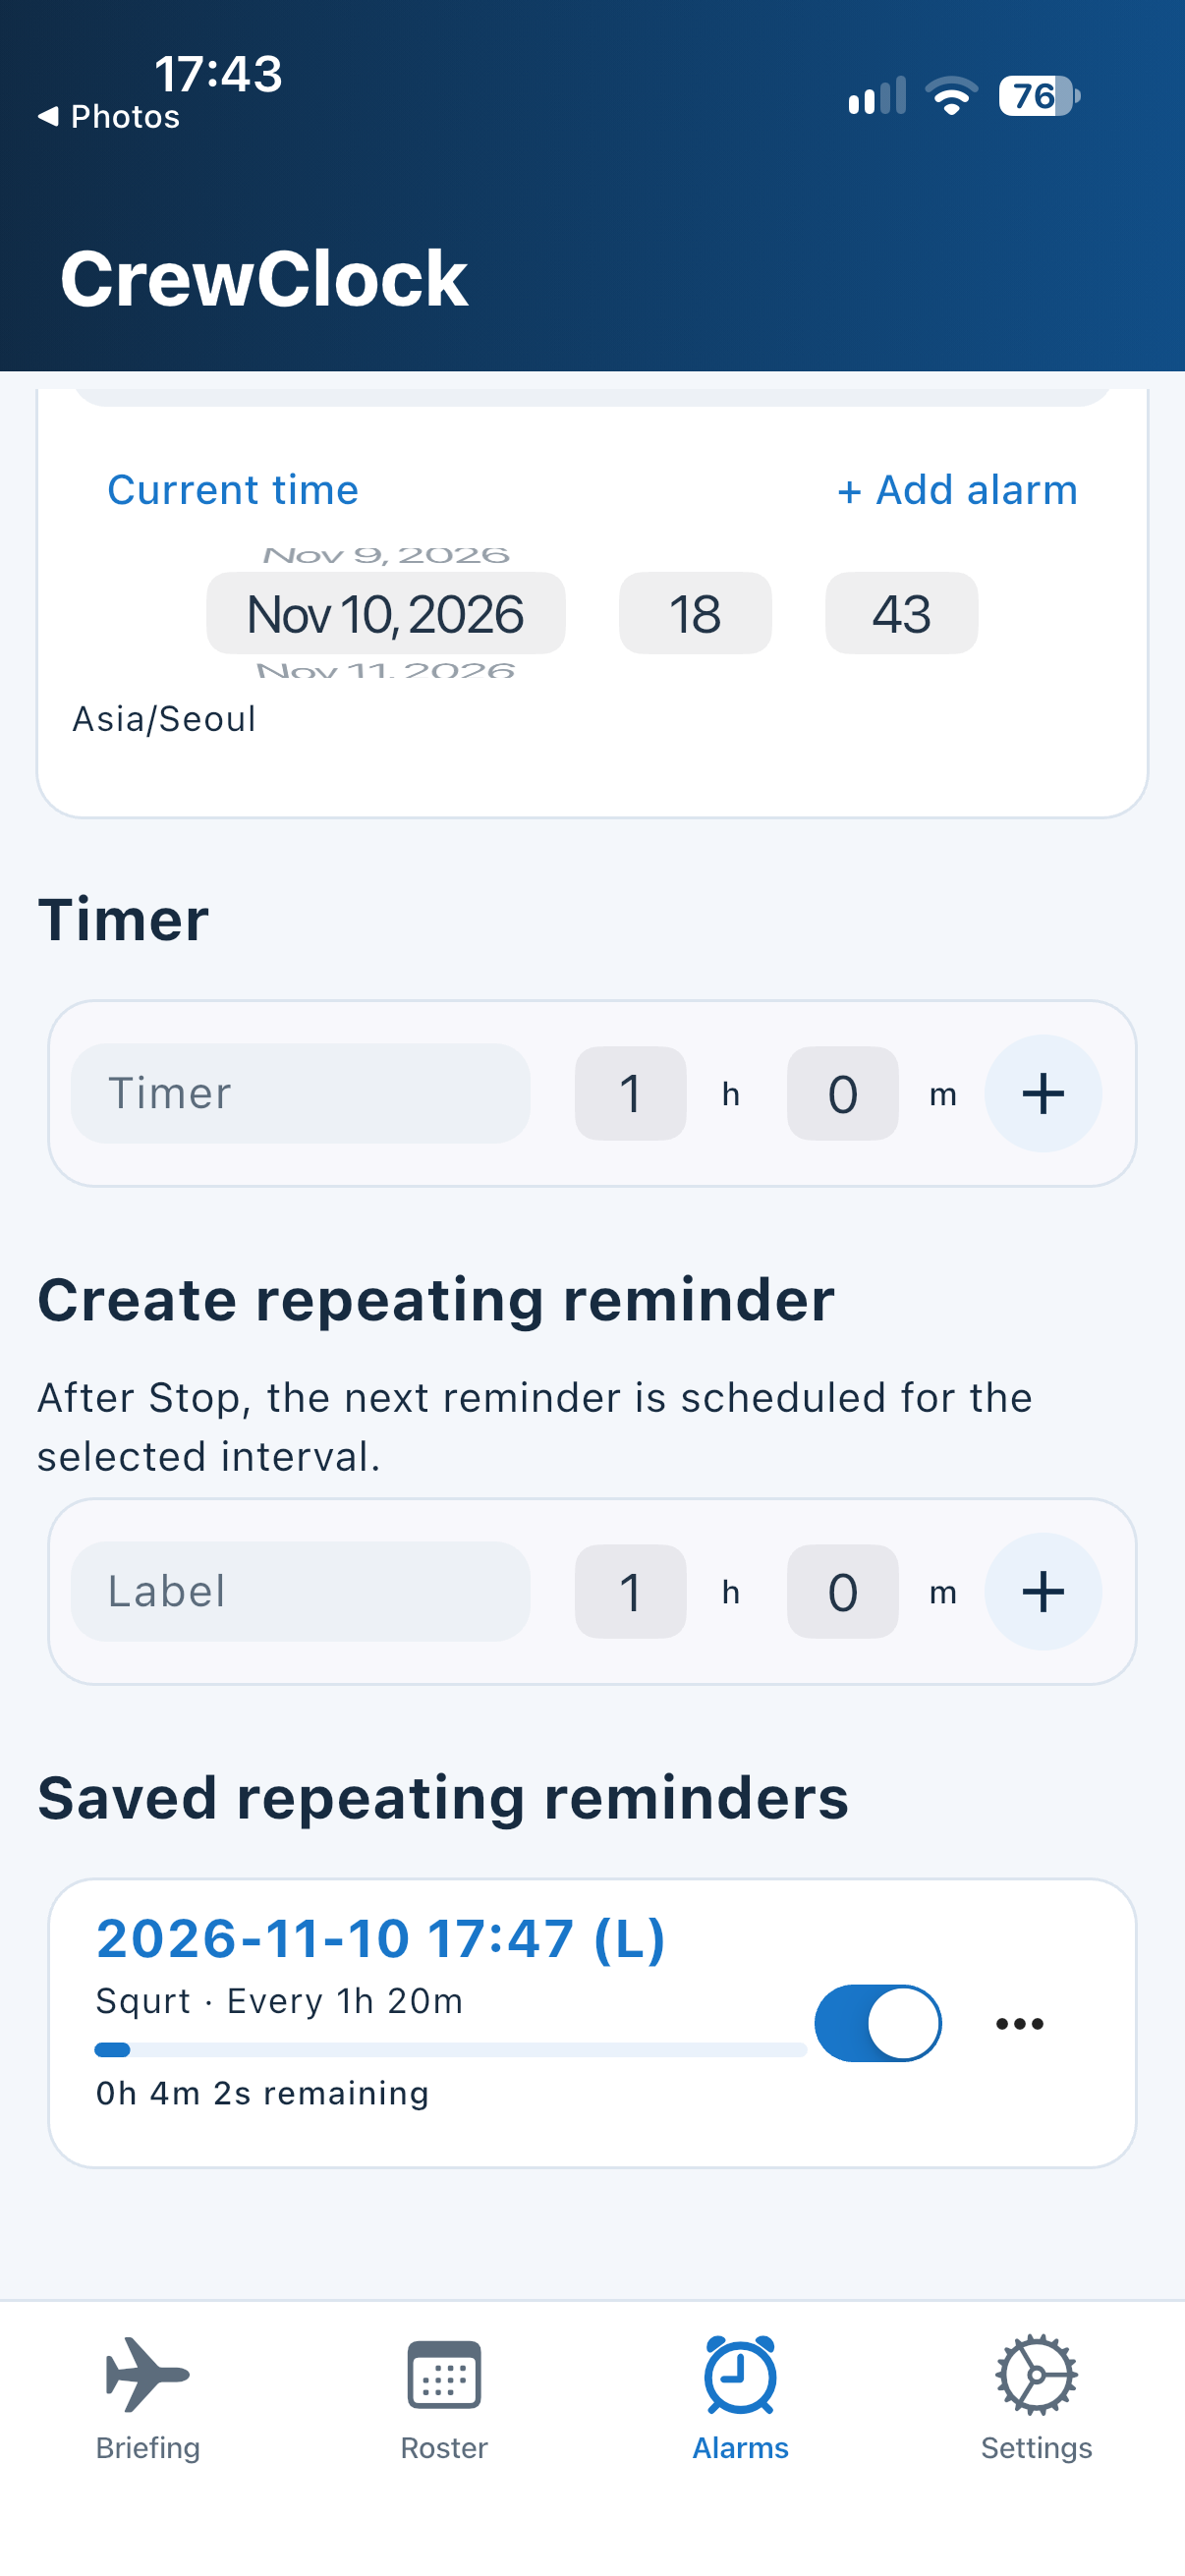 17:43
◀ Photos
76
CrewClock
Current time
+ Add alarm
Nov 9, 2026
Nov 10, 2026 18 43
Nov 11, 2026
Asia/Seoul
Timer
Timer 1 h 0 m +
Create repeating reminder
After Stop, the next reminder is scheduled for the
selected interval.
Label 1 h 0 m +
Saved repeating reminders
2026-11-10 17:47 (L)
Squrt · Every 1h 20m
0h 4m 2s remaining
Briefing Roster Alarms Settings